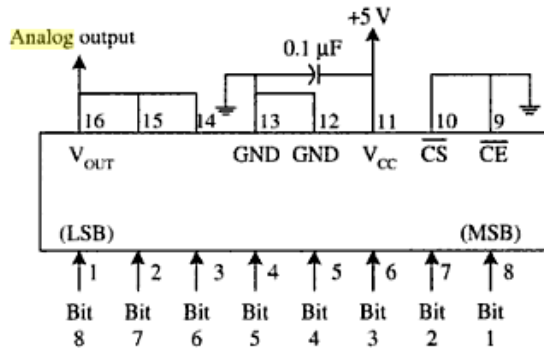 +5 V
Analog output
0.1 µF
16 15 14 13 12 11 10 9
V_OUT GND GND V_CC C̅S̅ C̅E̅
(LSB) (MSB)
1 2 3 4 5 6 7 8
Bit Bit Bit Bit Bit Bit Bit Bit
8 7 6 5 4 3 2 1